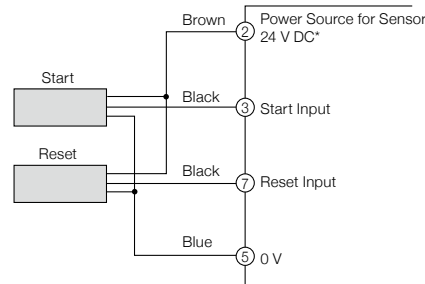 Brown
② Power Source for Sensor
24 V DC*
Start
Black
③ Start Input
Reset
Black
⑦ Reset Input
Blue
⑤ 0 V